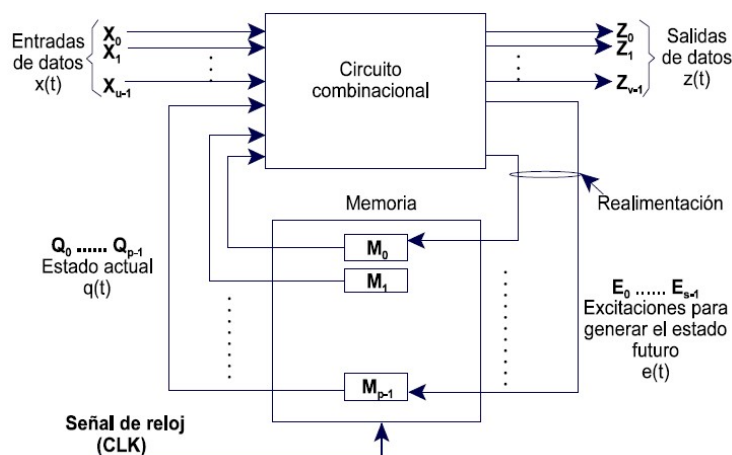 Entradas
de datos
x(t)
X0
X1
Xu-1
Circuito
combinacional
Z0
Z1
Zv-1
Salidas
de datos
z(t)
Realimentación
Memoria
M0
M1
Mp-1
Q0 ...... Qp-1
Estado actual
q(t)
E0 ...... Es-1
Excitaciones para
generar el estado
futuro
e(t)
Señal de reloj
(CLK)